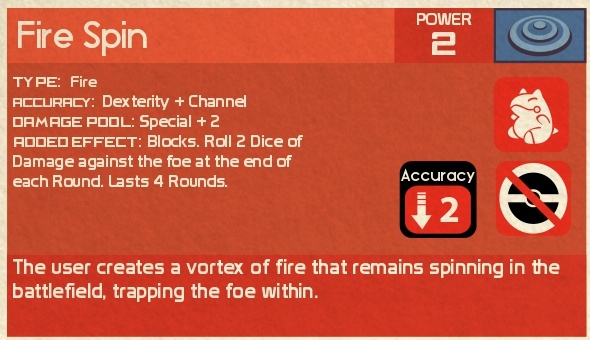 Fire Spin
POWER
2
TYPE: Fire
ACCURACY: Dexterity + Channel
DAMAGE POOL: Special + 2
ADDED EFFECT: Blocks. Roll 2 Dice of
Damage against the foe at the end of
each Round. Lasts 4 Rounds.
Accuracy
2
The user creates a vortex of fire that remains spinning in the
battlefield, trapping the foe within.